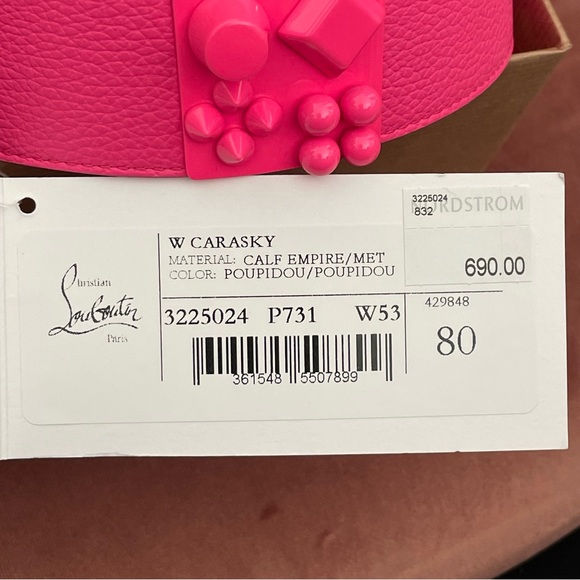 3225024
832
NORDSTROM
690.00
W CARASKY
MATERIAL: CALF EMPIRE/MET
COLOR: POUPIDOU/POUPIDOU
Christian
Louboutin
Paris
3225024 P731 W53
429848
80
361548 5507899